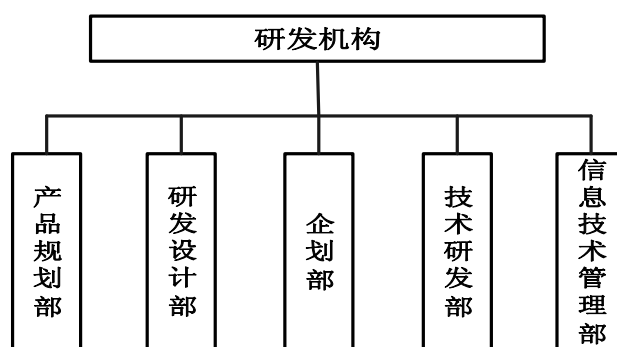 研发机构
产品规划部
研发设计部
企划部
技术研发部
信息技术管理部